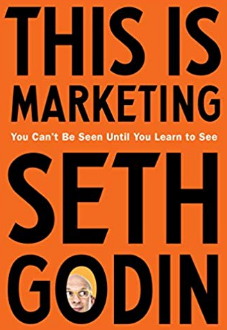 THIS IS
MARKETING
You Can't Be Seen Until You Learn to See
SETH
GODIN